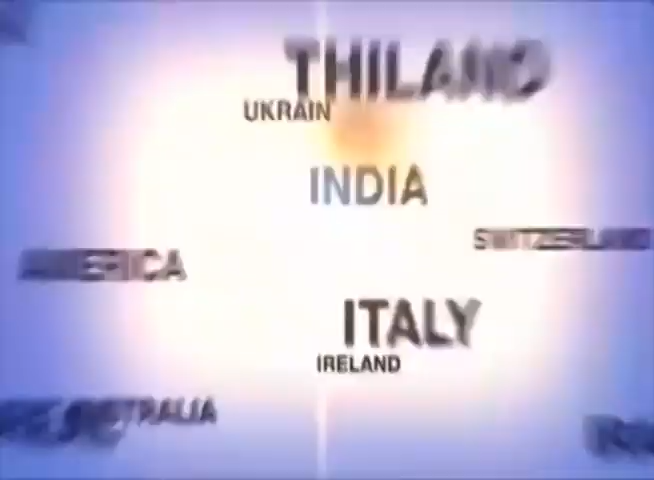 THILAND
UKRAIN
INDIA
SWITZERLAND
AMERICA
ITALY
IRELAND